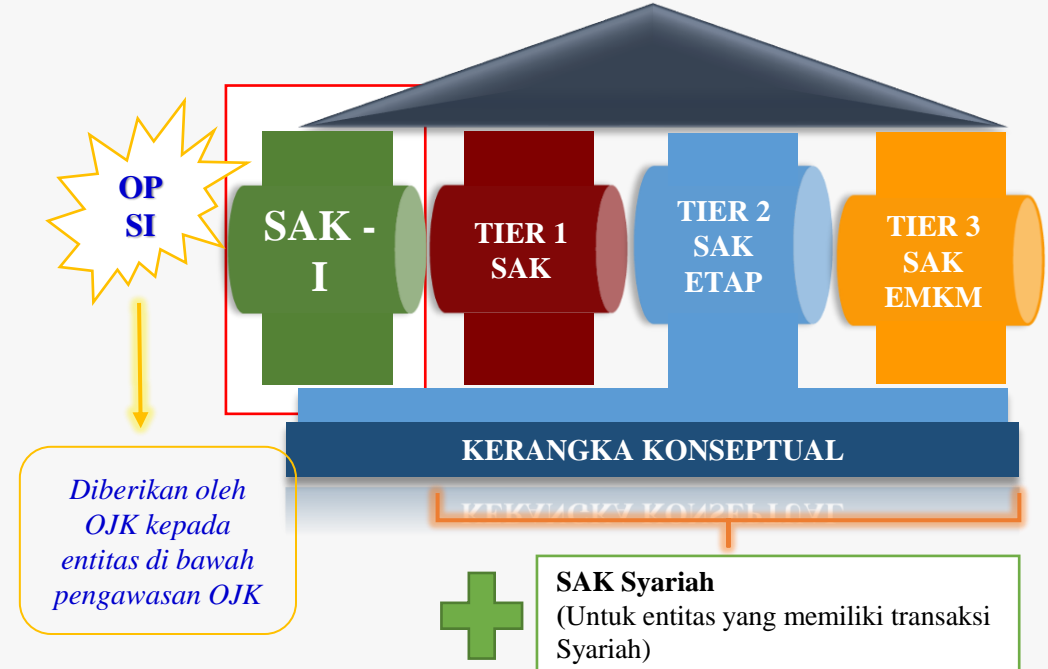 OP
SI
SAK -
I
TIER 1
SAK
TIER 2
SAK
ETAP
TIER 3
SAK
EMKM
KERANGKA KONSEPTUAL
Diberikan oleh
OJK kepada
entitas di bawah
pengawasan OJK
SAK Syariah
(Untuk entitas yang memiliki transaksi
Syariah)